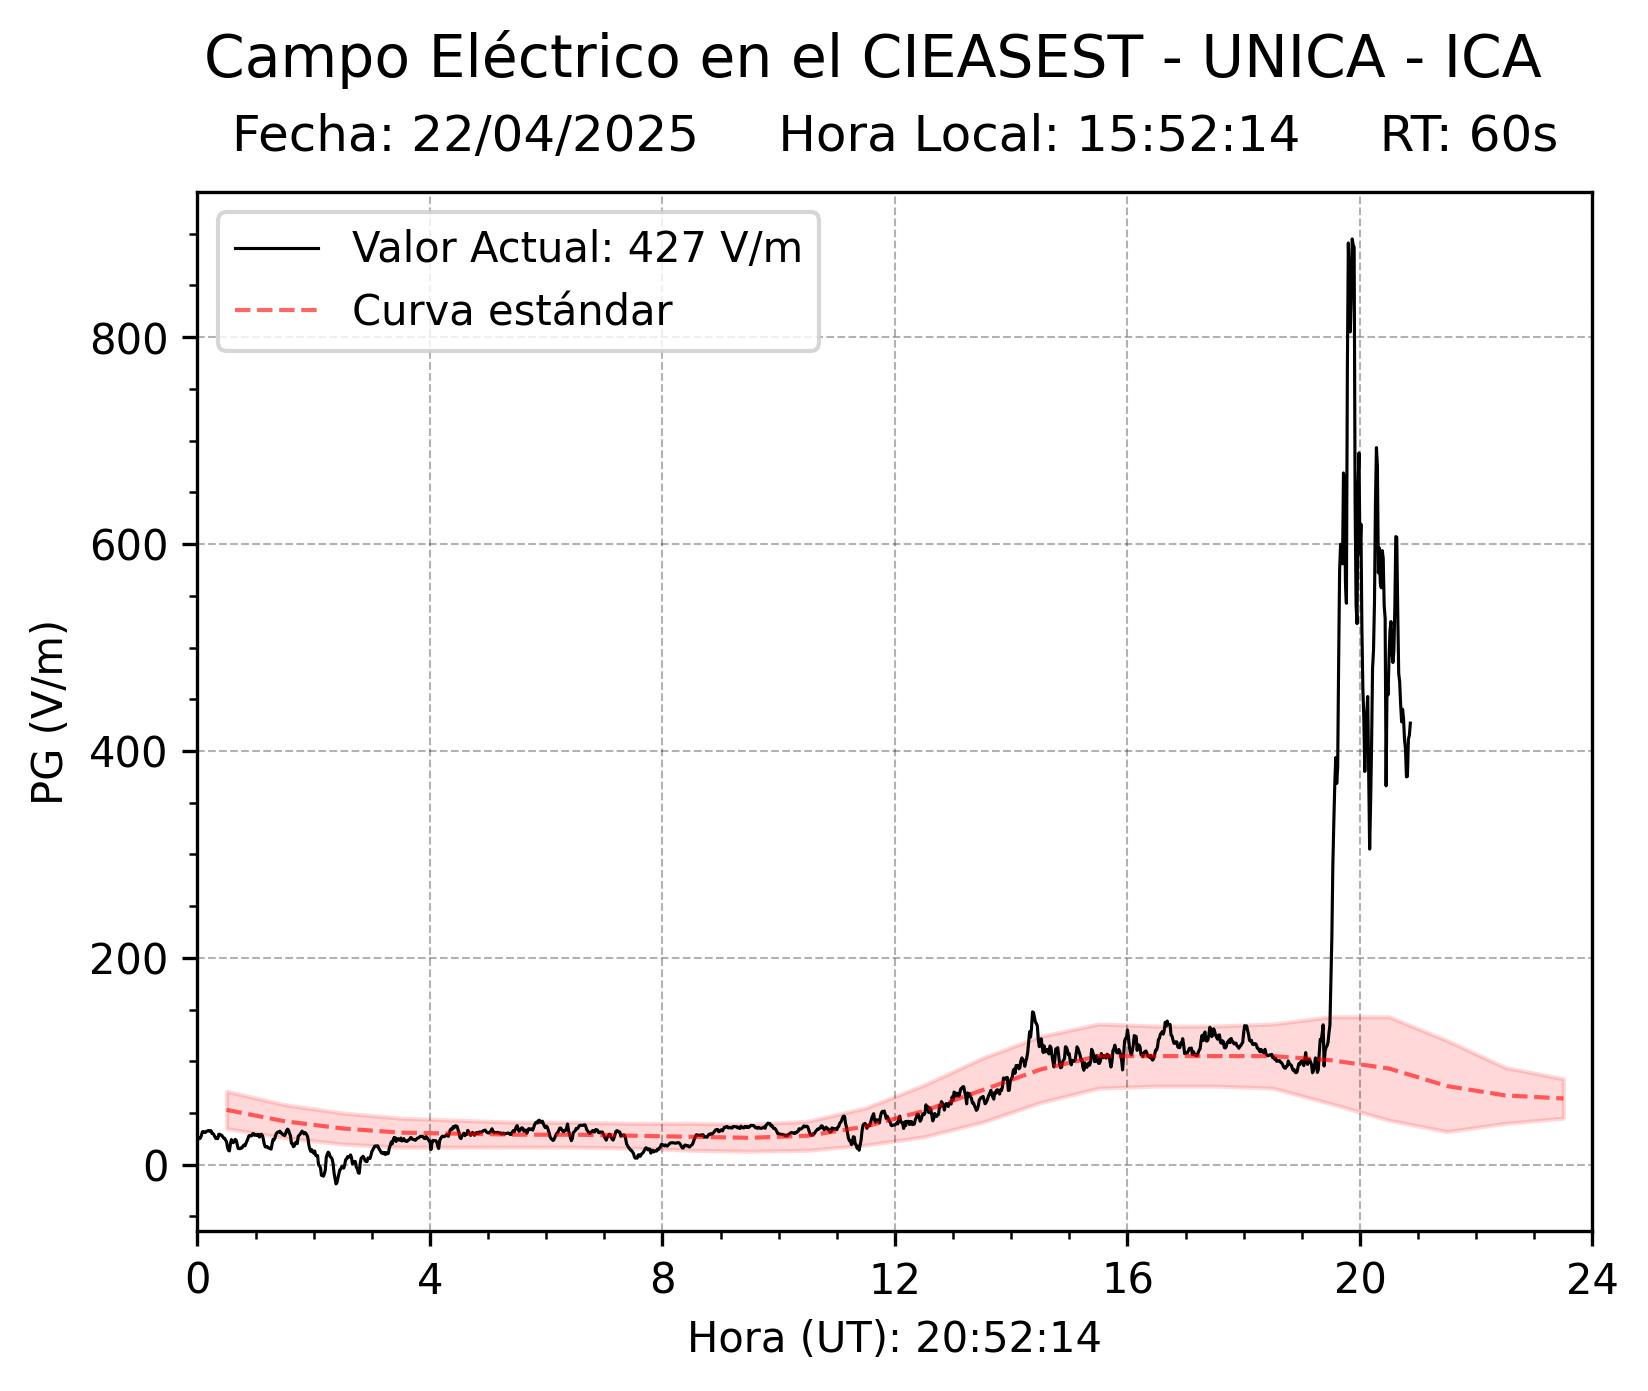 Campo Eléctrico en el CIEASEST - UNICA - ICA
Fecha: 22/04/2025 Hora Local: 15:52:14 RT: 60s
Valor Actual: 427 V/m
Curva estándar
PG (V/m)
800
600
400
200
0
0 4 8 12 16 20 24
Hora (UT): 20:52:14